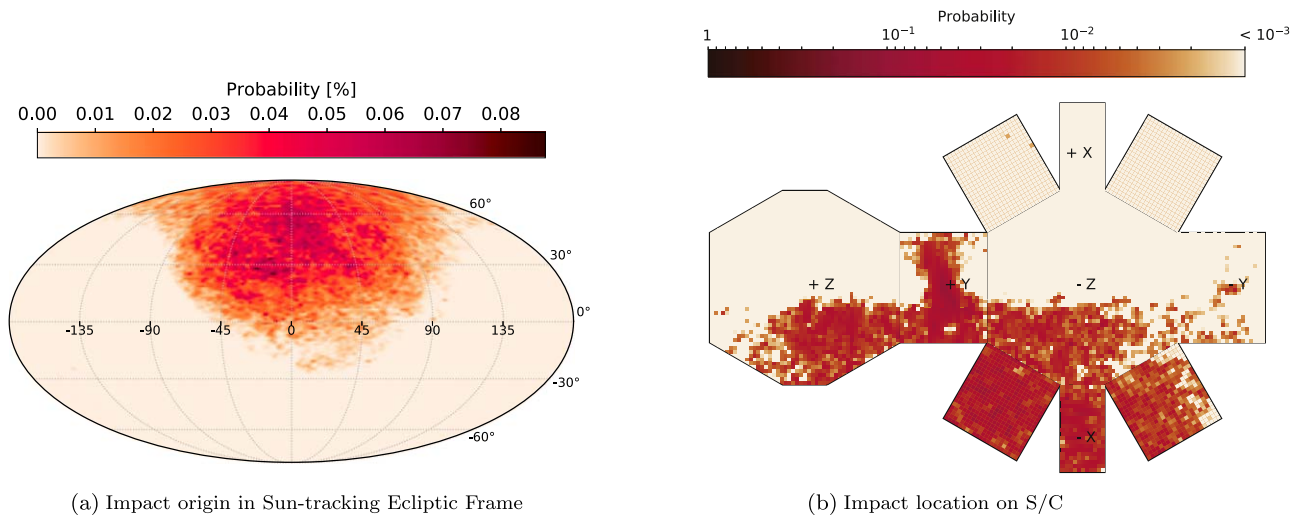 Probability [%]
0.00 0.01 0.02 0.03 0.04 0.05 0.06 0.07 0.08
60°
30°
0°
-135 -90 -45 0 45 90 135
-30°
-60°
(a) Impact origin in Sun-tracking Ecliptic Frame
Probability
1 10⁻¹ 10⁻² < 10⁻³
+ X
+ Z + Y - Z - Y
- X
(b) Impact location on S/C